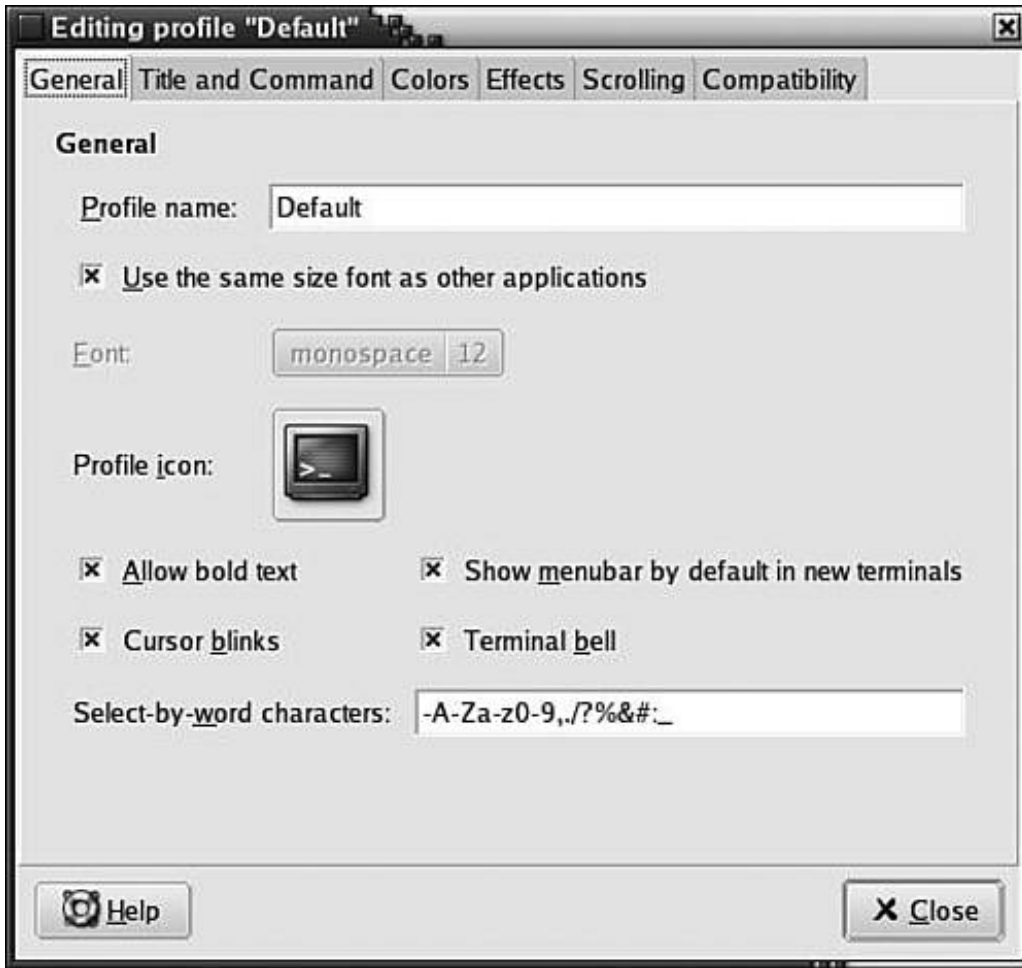 Editing profile "Default"
General Title and Command Colors Effects Scrolling Compatibility
General
Profile name: Default
Use the same size font as other applications
Font: monospace 12
>_
Profile icon:
Allow bold text Show menubar by default in new terminals
Cursor blinks Terminal bell
Select-by-word characters: -A-Za-z0-9,./?%&#:_
Help Close